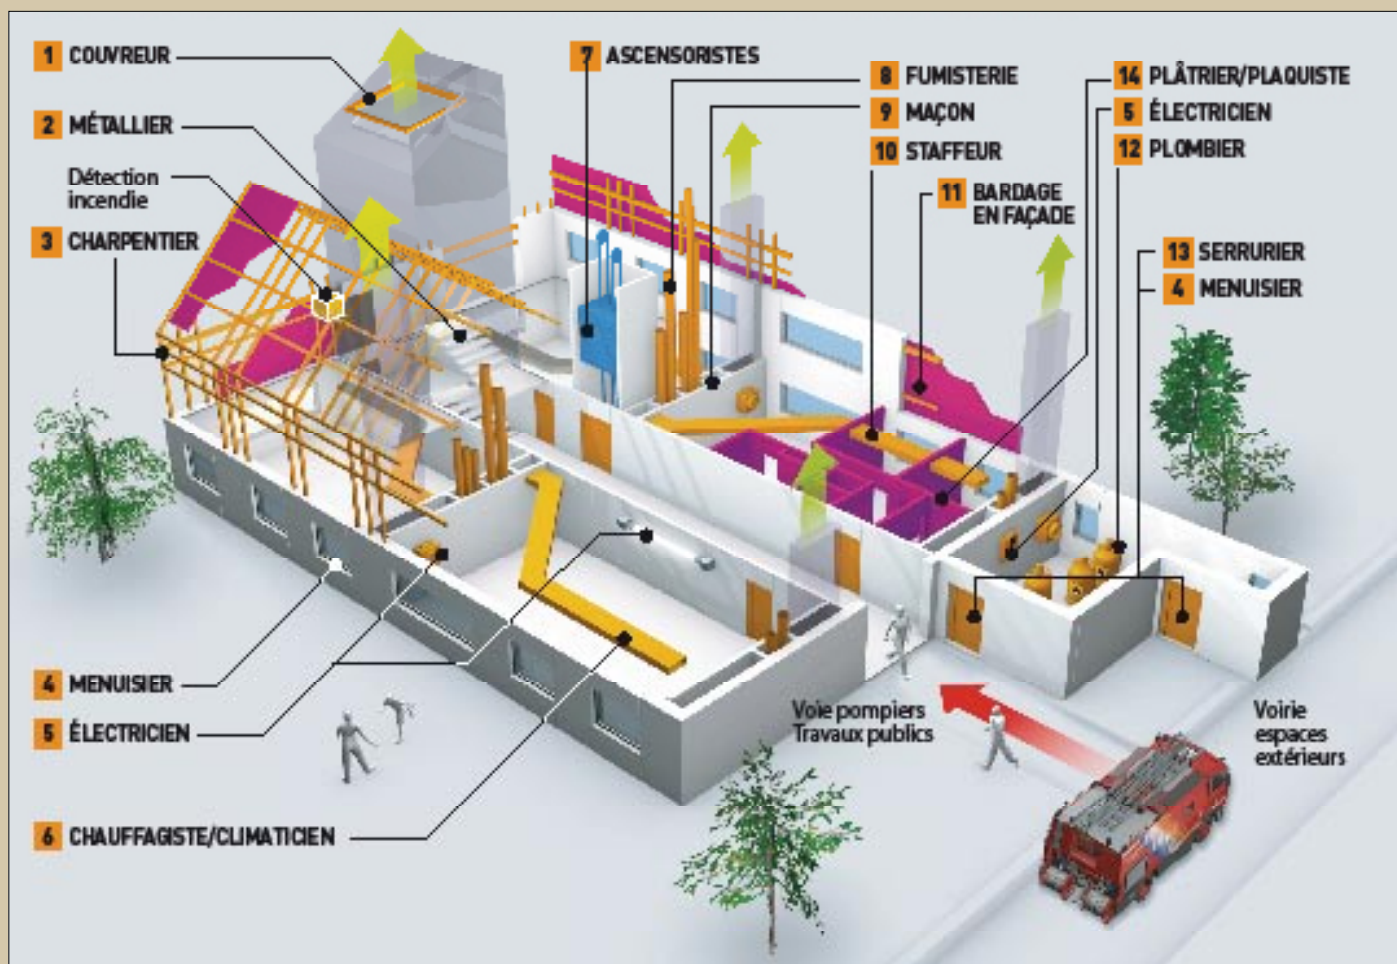 1 COUVREUR
2 MÉTALLIER
Détection
incendie
3 CHARPENTIER
7 ASCENSORISTES
8 FUMISTERIE
9 MAÇON
10 STAFFEUR
11 BARDAGE
EN FAÇADE
14 PLÂTRIER/PLAQUISTE
5 ÉLECTRICIEN
12 PLOMBIER
13 SERRURIER
4 MENUISIER
4 MENUISIER
5 ÉLECTRICIEN
6 CHAUFFAGISTE/CLIMATICIEN
Voie pompiers
Travaux publics
Voirie
espaces
extérieurs